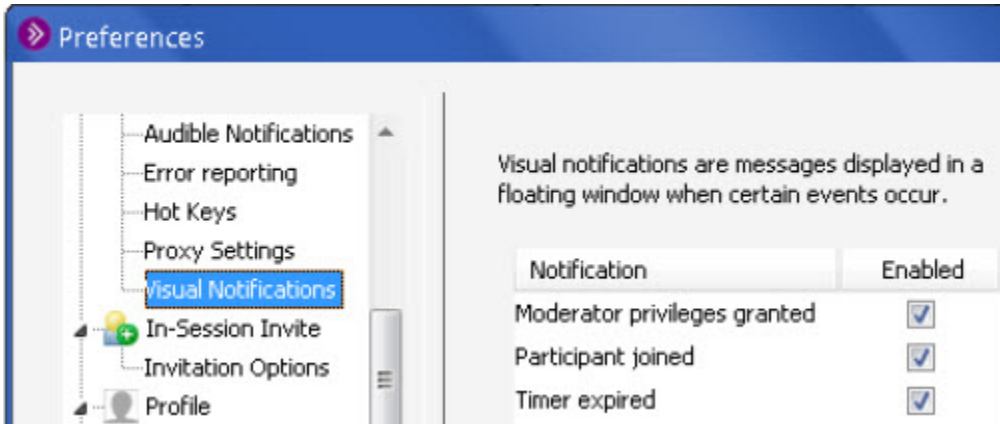 Preferences
Audible Notifications
Error reporting
Hot Keys
Proxy Settings
Visual Notifications
In-Session Invite
Invitation Options
Profile
Visual notifications are messages displayed in a
floating window when certain events occur.
Notification Enabled
Moderator privileges granted
Participant joined
Timer expired